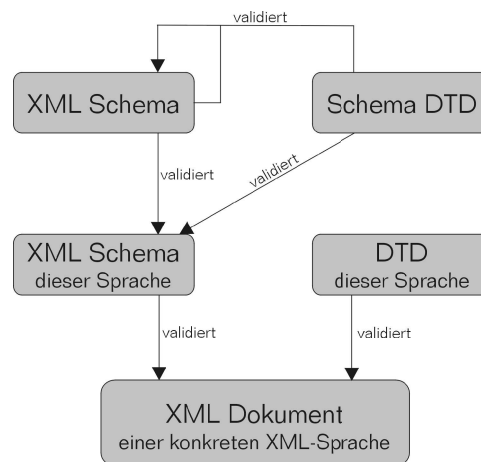 validiert
XML Schema
Schema DTD
validiert
validiert
XML Schema
dieser Sprache
DTD
dieser Sprache
validiert
validiert
XML Dokument
einer konkreten XML-Sprache